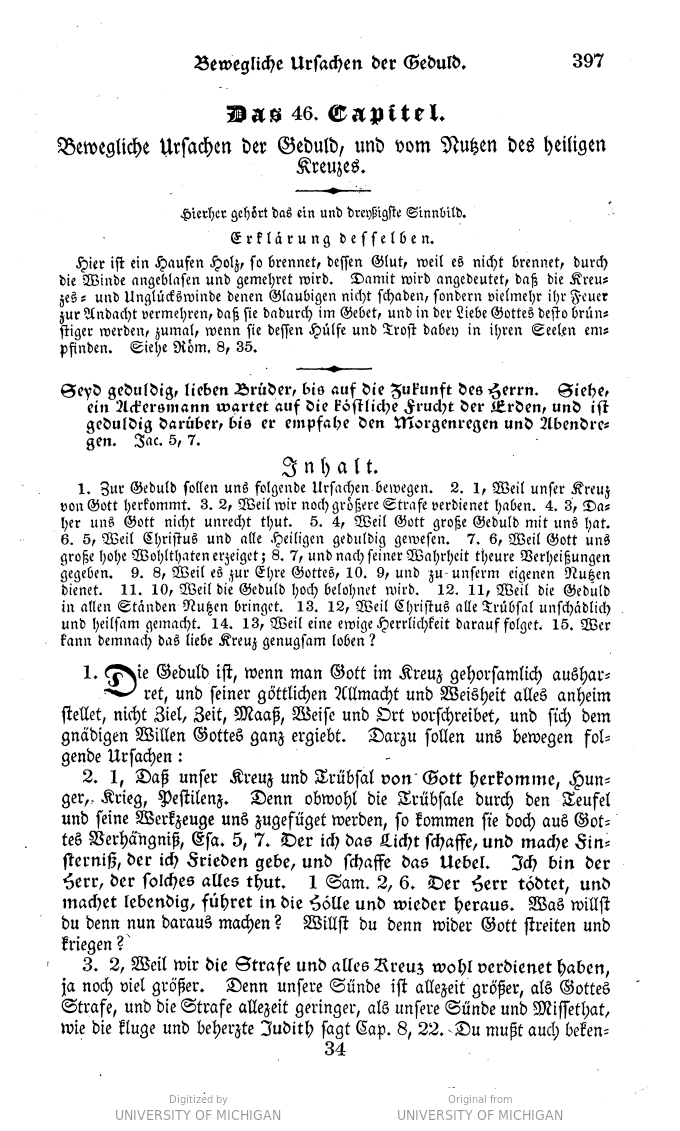 Bewegliche Ursachen der Geduld. 397
Das 46. Capitel.
Bewegliche Ursachen der Geduld, und vom Nutzen des heiligen
Kreuzes.
Hierher gehört das ein und dreyßigste Sinnbild.
Erklärung desselben.
Hier ist ein Haufen Holz, so brennet, dessen Glut, weil es nicht brennet, durch
die Winde angeblasen und gemehret wird. Damit wird angedeutet, daß die Kreu-
zes- und Unglückswinde denen Glaubigen nicht schaden, sondern vielmehr ihr Feuer
zur Andacht vermehren, daß sie dadurch im Gebet, und in der Liebe Gottes desto brün-
stiger werden, zumal, wenn sie dessen Hülfe und Trost dabey in ihren Seelen em-
pfinden. Siehe Röm. 8, 35.
Seyd geduldig, lieben Brüder, bis auf die Zukunft des Herrn. Siehe,
ein Ackersmann wartet auf die köstliche Frucht der Erden, und ist
geduldig darüber, bis er empfahe den Morgenregen und Abendre-
gen. Jac. 5, 7.
Inhalt.
1. Zur Geduld sollen uns folgende Ursachen bewegen. 2. 1, Weil unser Kreuz
von Gott herkommt. 3. 2, Weil wir noch größere Strafe verdienet haben. 4. 3, Da-
her uns Gott nicht unrecht thut. 5. 4, Weil Gott große Geduld mit uns hat.
6. 5, Weil Christus und alle Heiligen geduldig gewesen. 7. 6, Weil Gott uns
große hohe Wohlthaten erzeiget; 8. 7, und nach seiner Wahrheit theure Verheißungen
gegeben. 9. 8, Weil es zur Ehre Gottes, 10. 9, und zu unserm eigenen Nutzen
dienet. 11. 10, Weil die Geduld hoch belohnet wird. 12. 11, Weil die Geduld
in allen Ständen Nutzen bringet. 13. 12, Weil Christus alle Trübsal unschädlich
und heilsam gemacht. 14. 13, Weil eine ewige Herrlichkeit darauf folget. 15. Wer
kann demnach das liebe Kreuz genugsam loben?
1. Die Geduld ist, wenn man Gott im Kreuz gehorsamlich aushar-
ret, und seiner göttlichen Allmacht und Weisheit alles anheim
stellet, nicht Ziel, Zeit, Maaß, Weise und Ort vorschreibet, und sich dem
gnädigen Willen Gottes ganz ergiebt. Darzu sollen uns bewegen fol-
gende Ursachen:
2. 1, Daß unser Kreuz und Trübsal von Gott herkomme, Hun-
ger, Krieg, Pestilenz. Denn obwohl die Trübsale durch den Teufel
und seine Werkzeuge uns zugefüget werden, so kommen sie doch aus Got-
tes Verhängniß, Esa. 5, 7. Der ich das Licht schaffe, und mache Fin-
sterniß, der ich Frieden gebe, und schaffe das Uebel. Ich bin der
Herr, der solches alles thut. 1 Sam. 2, 6. Der Herr tödtet, und
machet lebendig, führet in die Hölle und wieder heraus. Was willst
du denn nun daraus machen? Willst du denn wider Gott streiten und
kriegen?
3. 2, Weil wir die Strafe und alles Kreuz wohl verdienet haben,
ja noch viel größer. Denn unsere Sünde ist allezeit größer, als Gottes
Strafe, und die Strafe allezeit geringer, als unsere Sünde und Missethat,
wie die kluge und beherzte Judith sagt Cap. 8, 22. Du mußt auch beken-
34
Digitized by
UNIVERSITY OF MICHIGAN
Original from
UNIVERSITY OF MICHIGAN